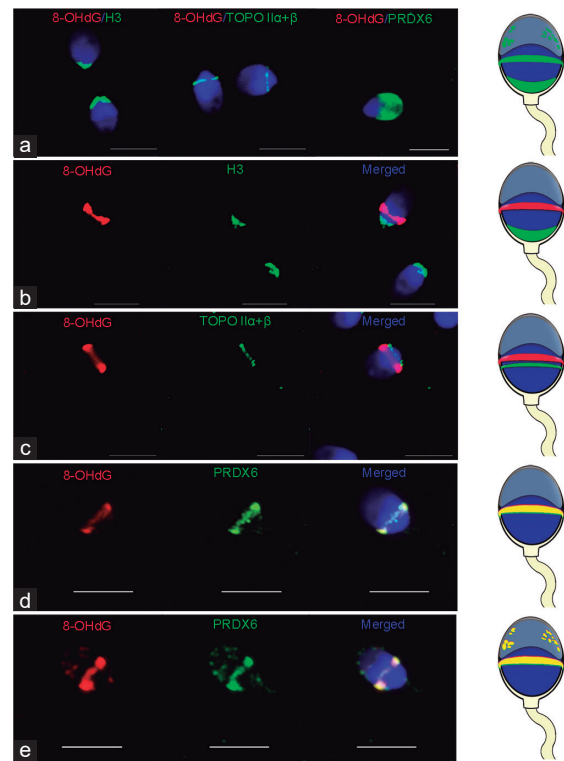 8-OHdG/H3 8-OHdG/TOPO IIα+β 8-OHdG/PRDX6
a
8-OHdG H3 Merged
b
8-OHdG TOPO IIα+β Merged
c
8-OHdG PRDX6 Merged
d
8-OHdG PRDX6 Merged
e